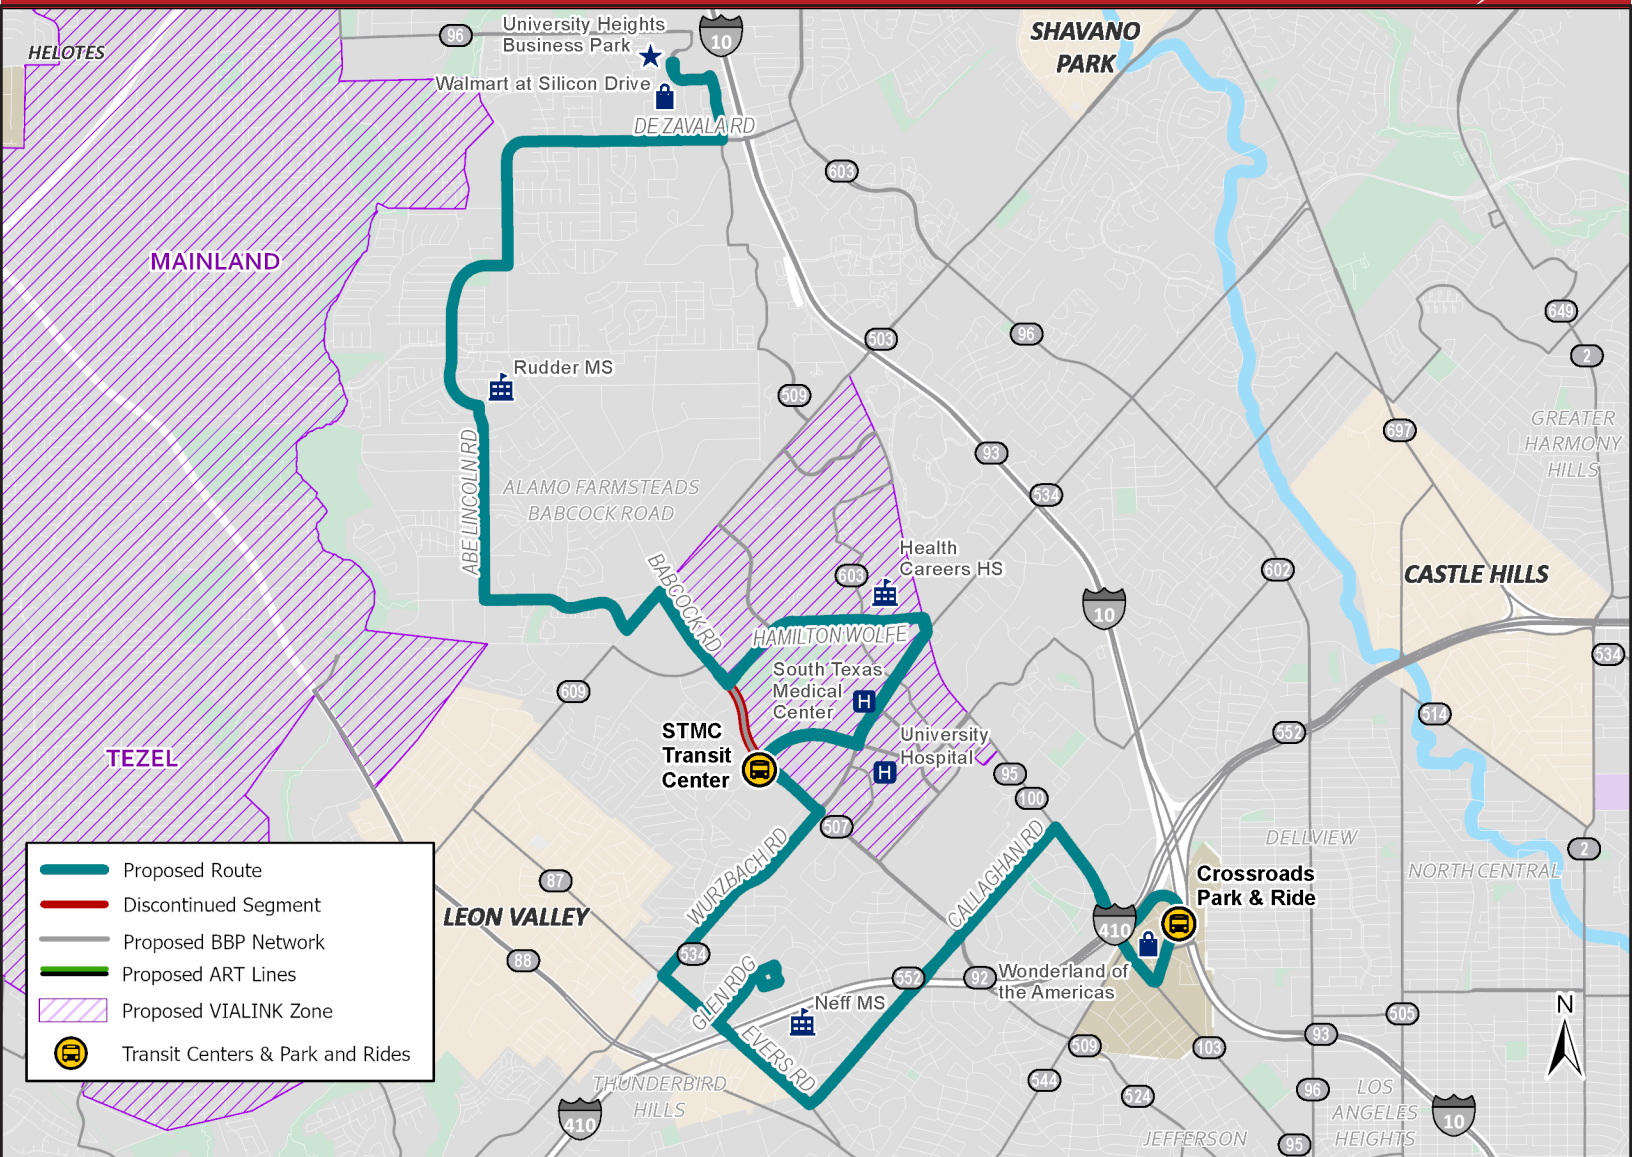 HELOTES
96
University Heights
Business Park
10
SHAVANO
PARK
Walmart at Silicon Drive
DE ZAVALA RD
603
MAINLAND
649
503
96
2
Rudder MS
509
GREATER
HARMONY
HILLS
697
93
ABE LINCOLN RD
ALAMO FARMSTEADS
BABCOCK ROAD
534
BABCOCK RD
Health
Careers HS
603
602
CASTLE HILLS
10
HAMILTON WOLFE
534
South Texas
Medical
Center
H
609
514
STMC
Transit
Center
University
Hospital
H
552
TEZEL
95
100
507
WURZBACH RD
CALLAGHAN RD
DELLVIEW
2
NORTH CENTRAL
Crossroads
Park & Ride
87
LEON VALLEY
410
534
88
GLEN RDG
552
92
Wonderland of
the Americas
Neff MS
EVERS RD
N
505
93
509
103
544
524
96
LOS
ANGELES
HEIGHTS
THUNDERBIRD
HILLS
410
10
JEFFERSON
95
Proposed Route
Discontinued Segment
Proposed BBP Network
Proposed ART Lines
Proposed VIALINK Zone
Transit Centers & Park and Rides